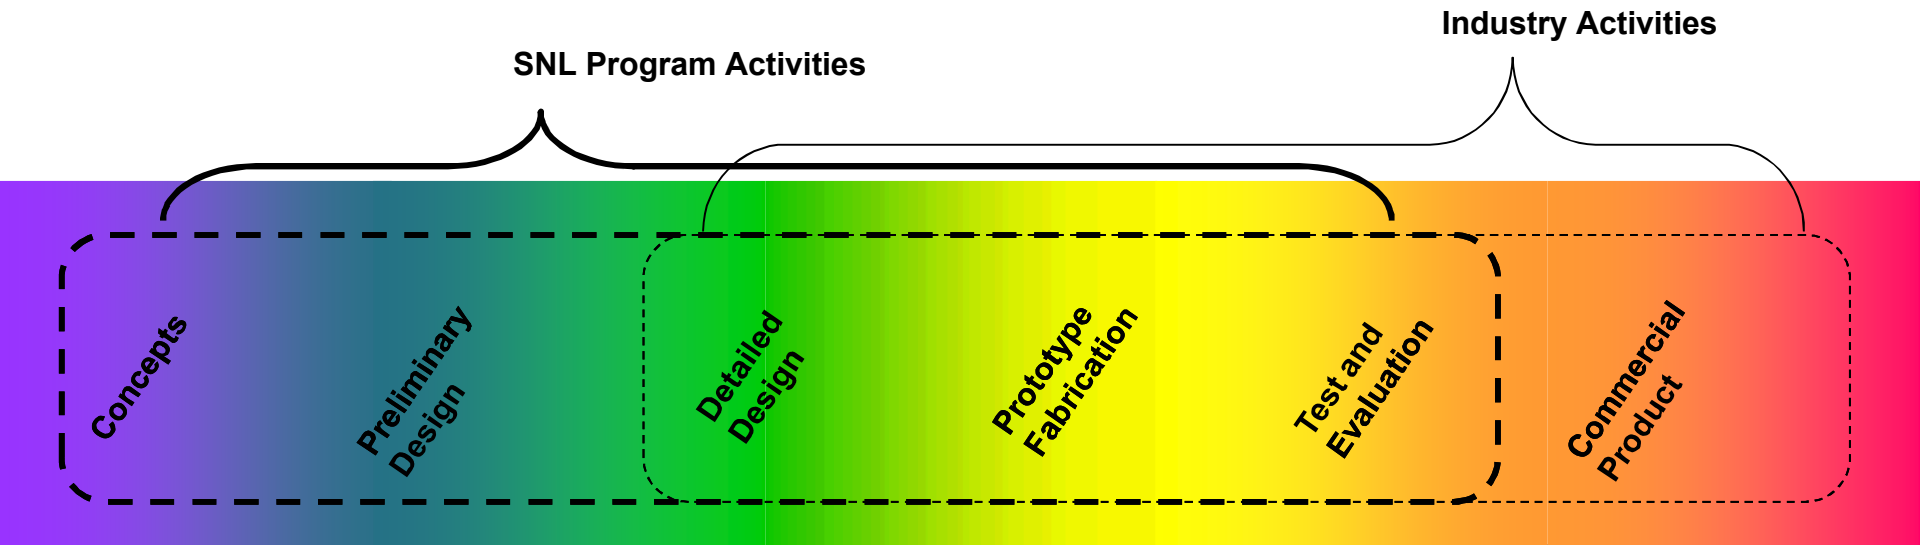 Industry Activities
SNL Program Activities
Concepts
Preliminary
Design
Detailed
Design
Prototype
Fabrication
Test and
Evaluation
Commercial
Product